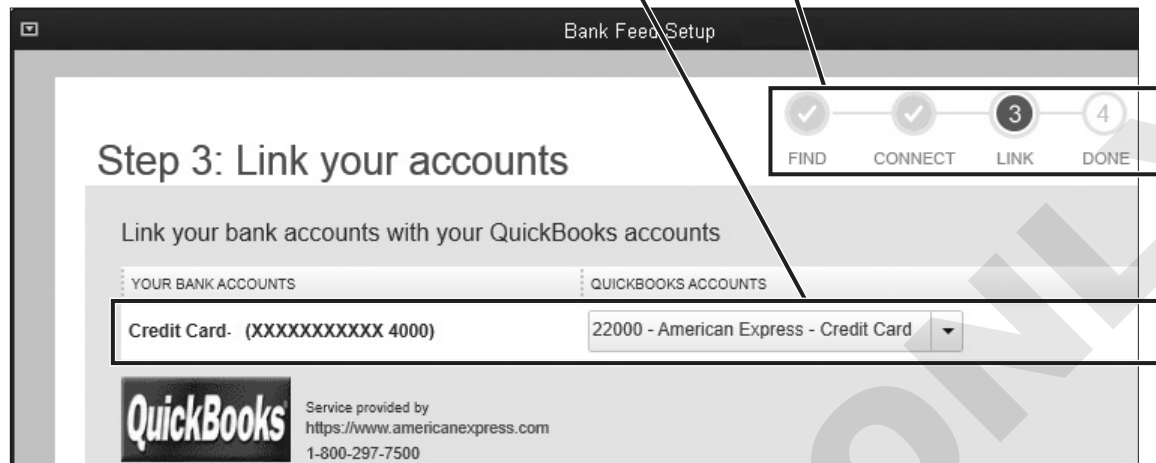 Bank Feed Setup
3
4
FIND CONNECT LINK DONE
Step 3: Link your accounts
Link your bank accounts with your QuickBooks accounts
YOUR BANK ACCOUNTS QUICKBOOKS ACCOUNTS
Credit Card- (XXXXXXXXXXX 4000) 22000 - American Express - Credit Card
QuickBooks
Service provided by
https://www.americanexpress.com
1-800-297-7500